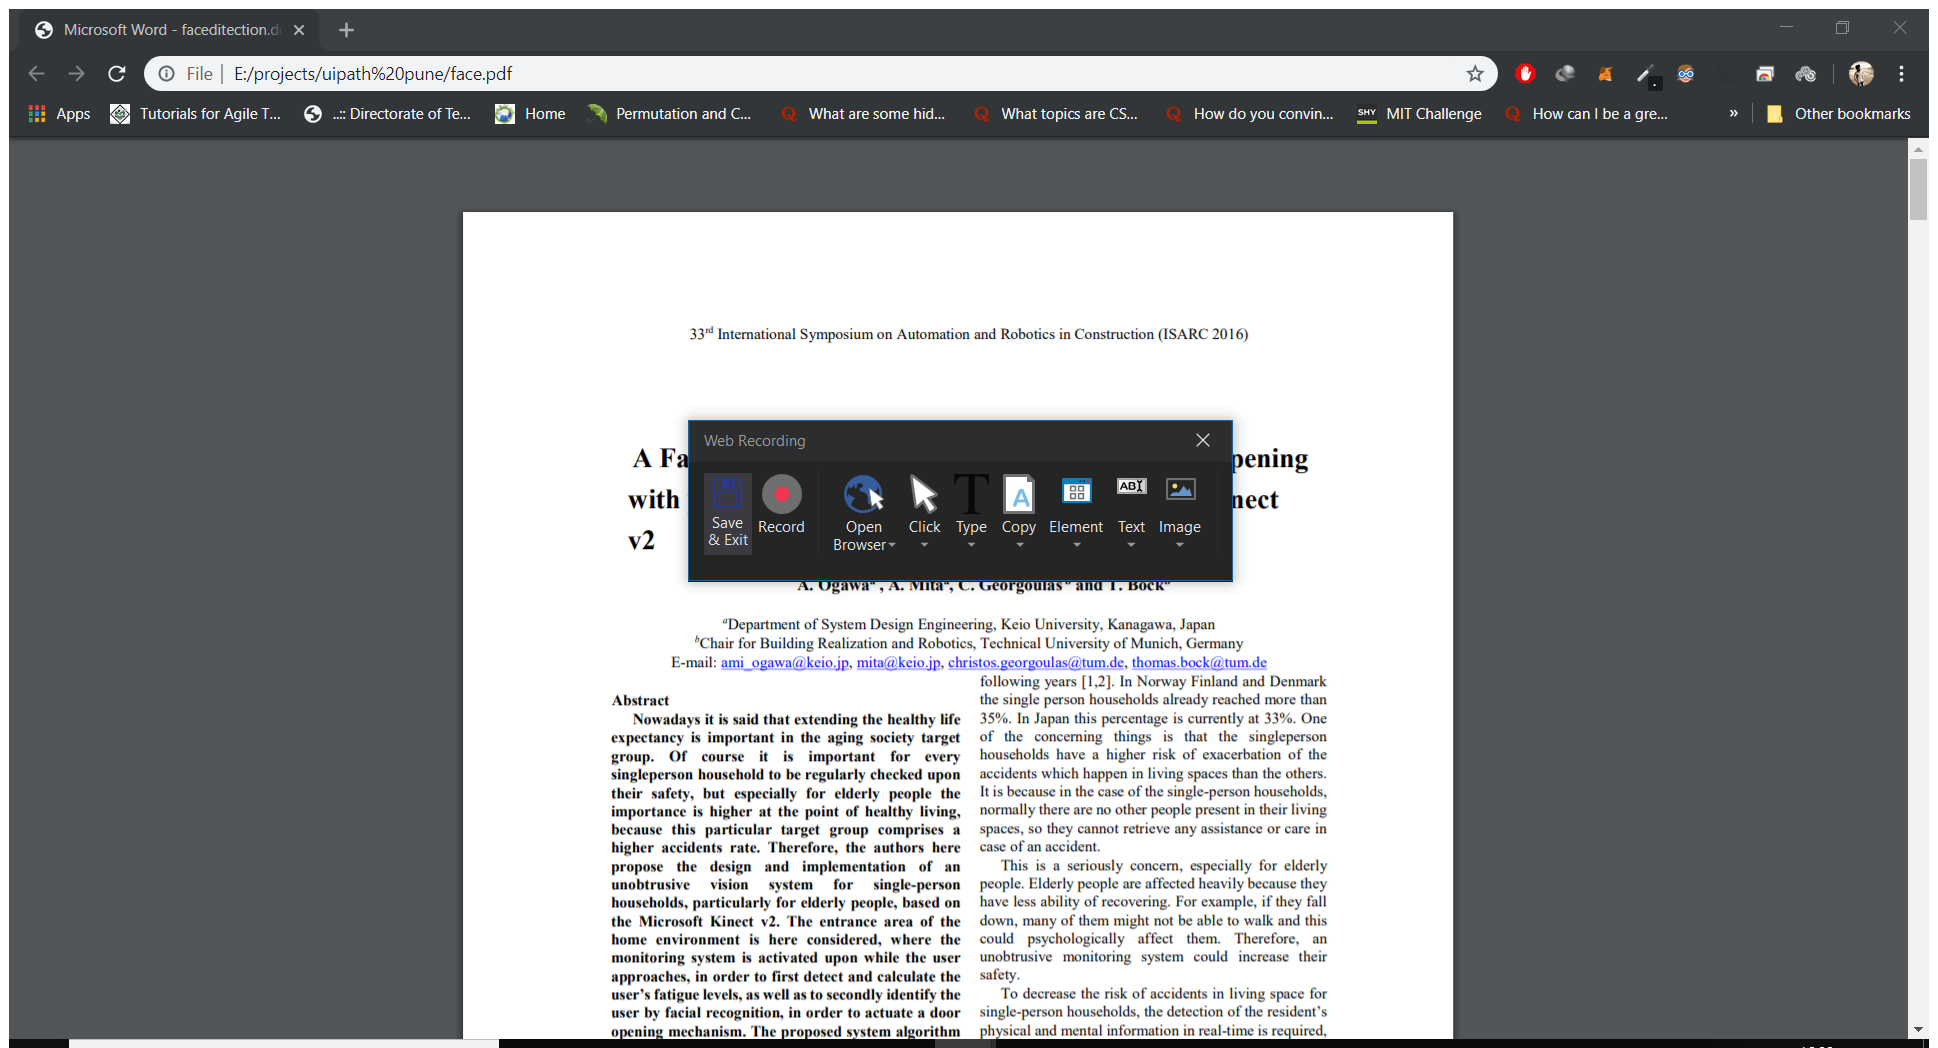 Microsoft Word - faceditection.d
File | E:/projects/uipath%20pune/face.pdf
Apps Tutorials for Agile T... ..:: Directorate of Te... Home Permutation and C... What are some hid... What topics are CS... How do you convin... SHY MIT Challenge How can I be a gre... » Other bookmarks
33rd International Symposium on Automation and Robotics in Construction (ISARC 2016)
A Fa
pening
with
nect
v2
Web Recording
Save & Exit
Record
Open Browser
Click
Type
Copy
Element
ABI
Text
Image
A. Ogawaa , A. Mitaa, C. Georgoulas b and T. Bockb
aDepartment of System Design Engineering, Keio University, Kanagawa, Japan
bChair for Building Realization and Robotics, Technical University of Munich, Germany
E-mail: ami_ogawa@keio.jp, mita@keio.jp, christos.georgoulas@tum.de, thomas.bock@tum.de
Abstract
Nowadays it is said that extending the healthy life
expectancy is important in the aging society target
group. Of course it is important for every
singleperson household to be regularly checked upon
their safety, but especially for elderly people the
importance is higher at the point of healthy living,
because this particular target group comprises a
higher accidents rate. Therefore, the authors here
propose the design and implementation of an
unobtrusive vision system for single-person
households, particularly for elderly people, based on
the Microsoft Kinect v2. The entrance area of the
home environment is here considered, where the
monitoring system is activated upon while the user
approaches, in order to first detect and calculate the
user's fatigue levels, as well as to secondly identify the
user by facial recognition, in order to actuate a door
opening mechanism. The proposed system algorithm
following years [1,2]. In Norway Finland and Denmark
the single person households already reached more than
35%. In Japan this percentage is currently at 33%. One
of the concerning things is that the singleperson
households have a higher risk of exacerbation of the
accidents which happen in living spaces than the others.
It is because in the case of the single-person households,
normally there are no other people present in their living
spaces, so they cannot retrieve any assistance or care in
case of an accident.
This is a seriously concern, especially for elderly
people. Elderly people are affected heavily because they
have less ability of recovering. For example, if they fall
down, many of them might not be able to walk and this
could psychologically affect them. Therefore, an
unobtrusive monitoring system could increase their
safety.
To decrease the risk of accidents in living space for
single-person households, the detection of the resident's
physical and mental information in real-time is required,